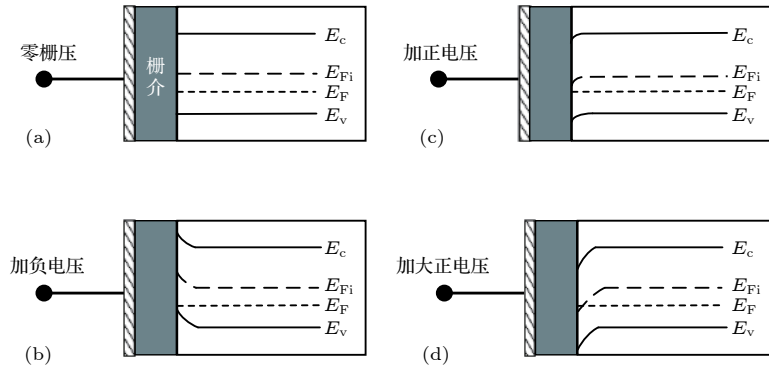 零栅压
栅
介
E_c
E_Fi
E_F
E_v
(a)
加正电压
E_c
E_Fi
E_F
E_v
(c)
加负电压
E_c
E_Fi
E_F
E_v
(b)
加大正电压
E_c
E_Fi
E_F
E_v
(d)